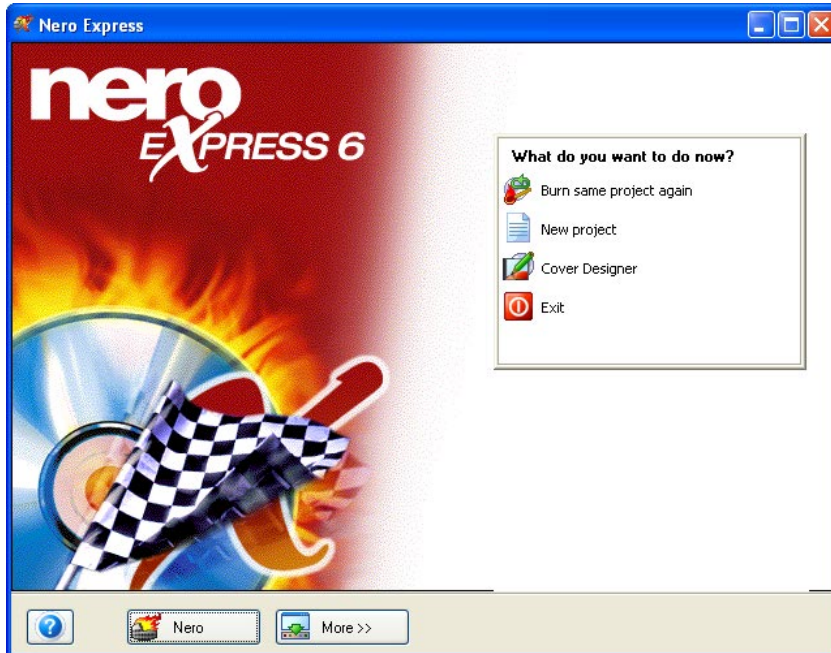 Nero Express
nero
EXPRESS 6
What do you want to do now?
Burn same project again
New project
Cover Designer
Exit
?
Nero
More >>